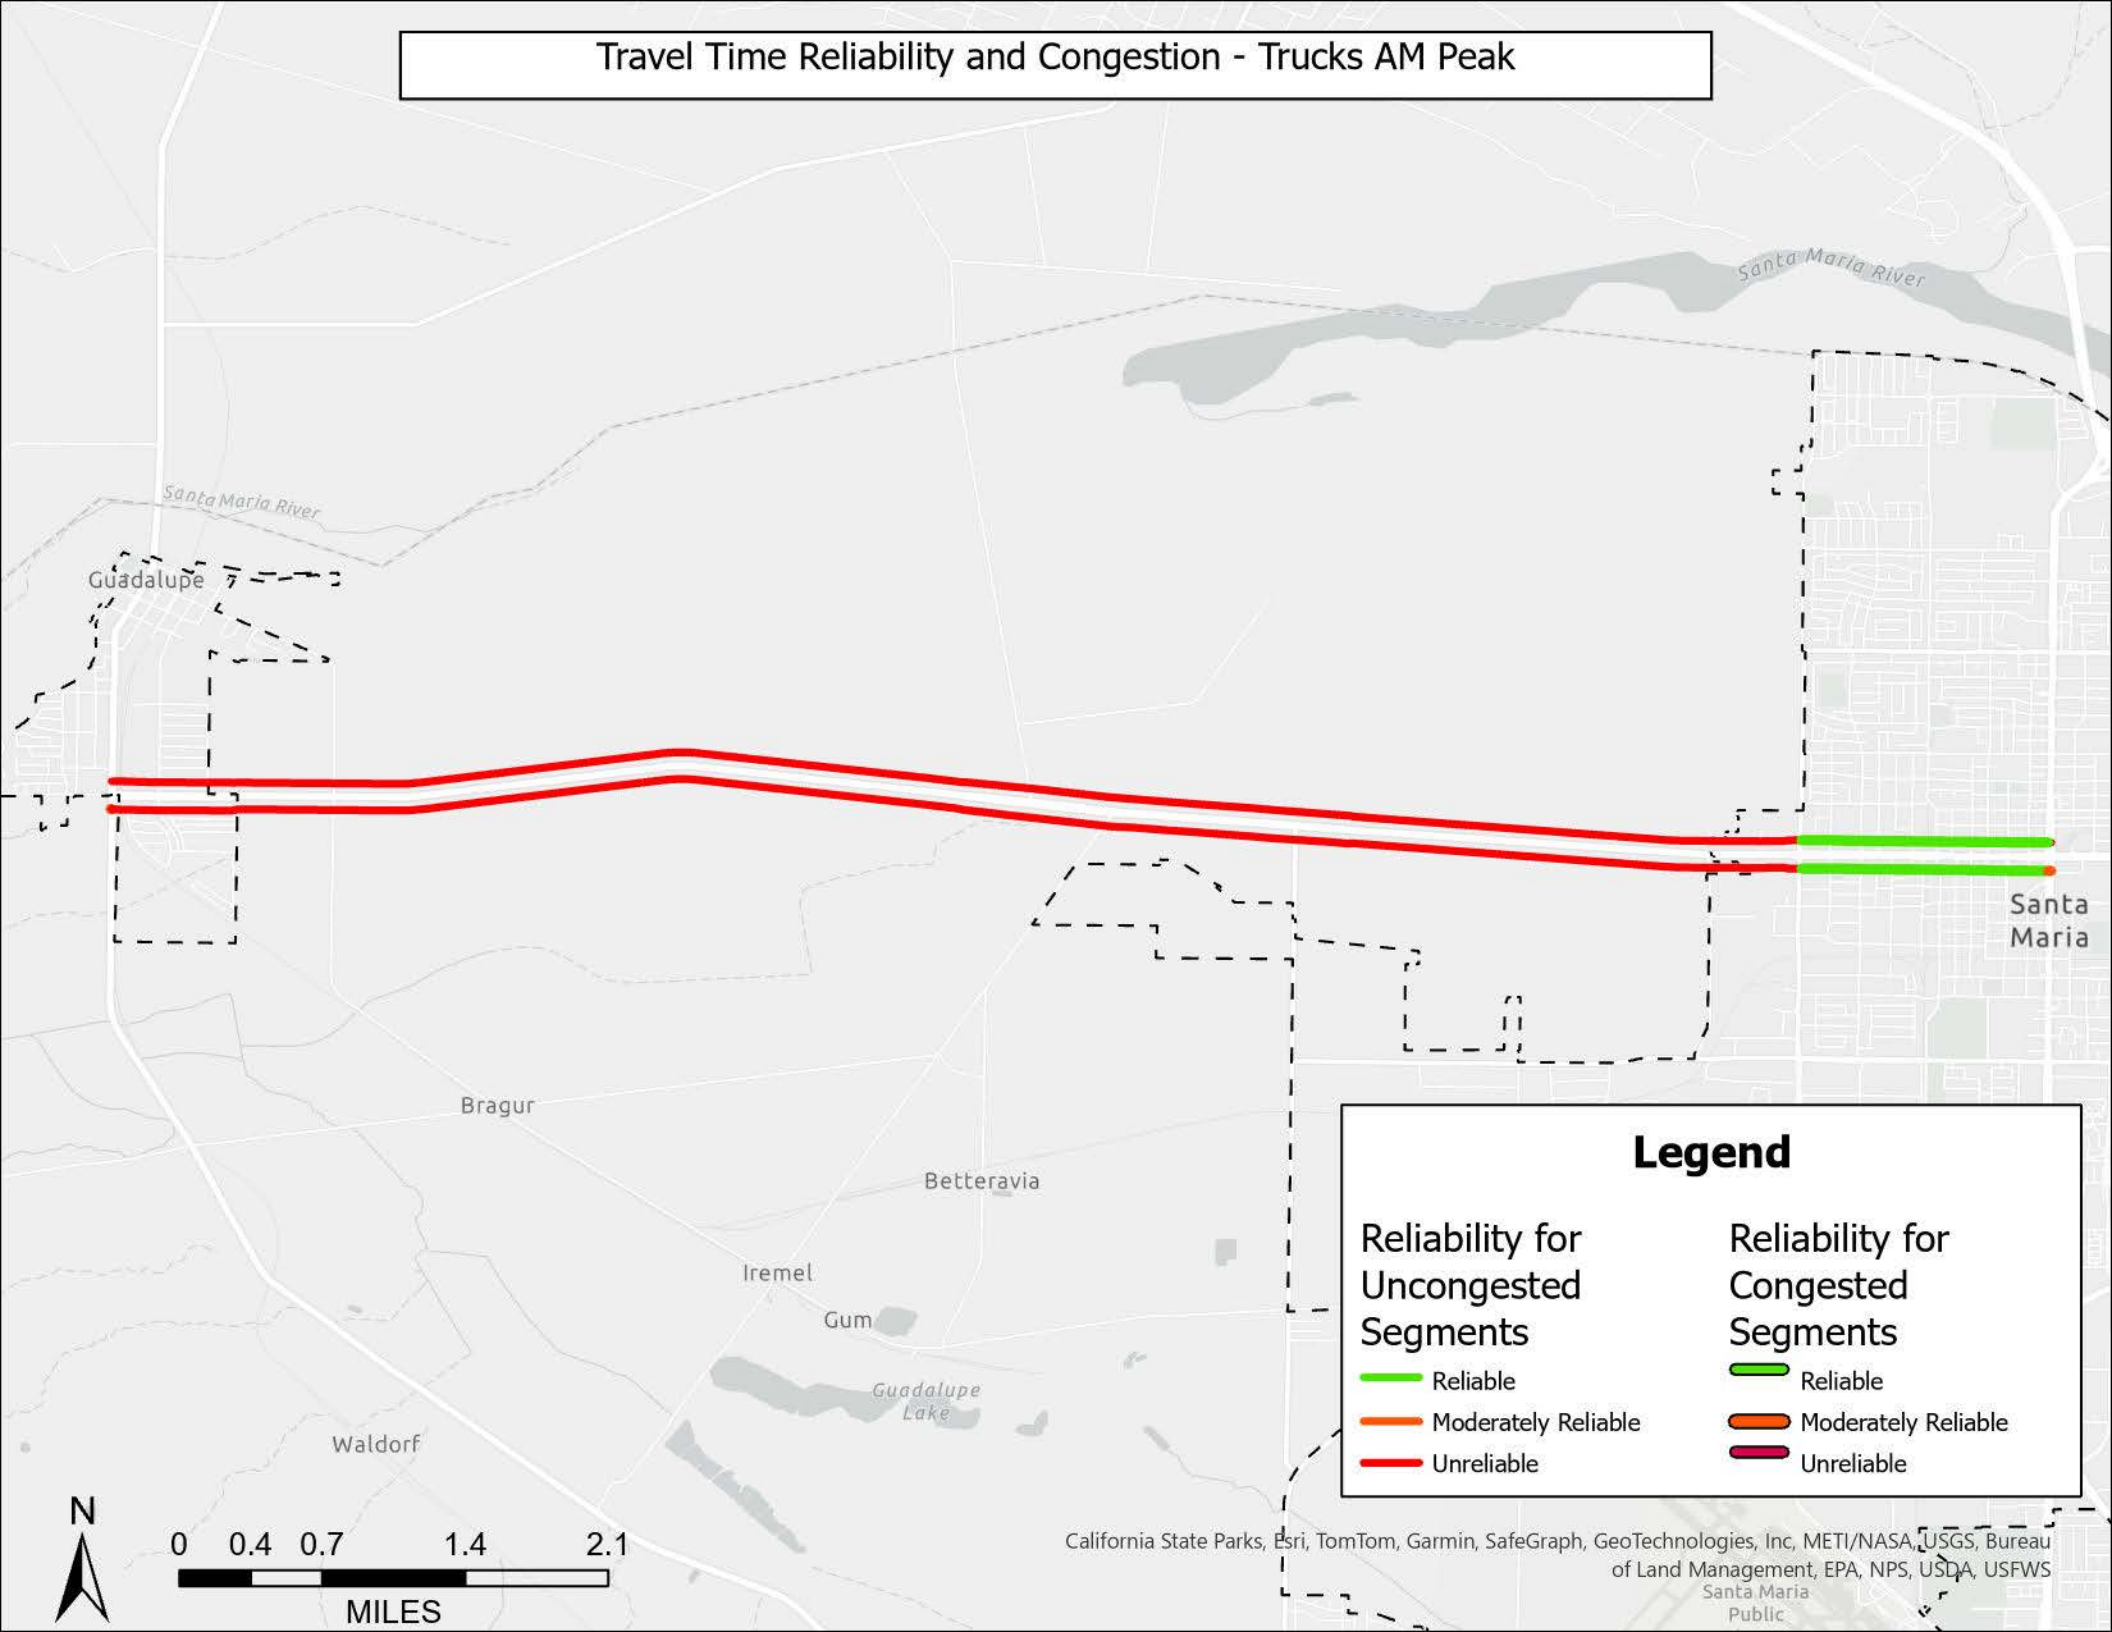 Travel Time Reliability and Congestion - Trucks AM Peak
Santa Maria River
Santa Maria River
Guadalupe
Santa
Maria
Bragur
Betteravia
Iremel
Gum
Guadalupe
Lake
Waldorf
Legend
Reliability for
Uncongested
Segments
Reliable
Moderately Reliable
Unreliable
Reliability for
Congested
Segments
Reliable
Moderately Reliable
Unreliable
N
0 0.4 0.7 1.4 2.1
MILES
California State Parks, Esri, TomTom, Garmin, SafeGraph, GeoTechnologies, Inc, METI/NASA, USGS, Bureau
of Land Management, EPA, NPS, USDA, USFWS
Santa Maria
Public